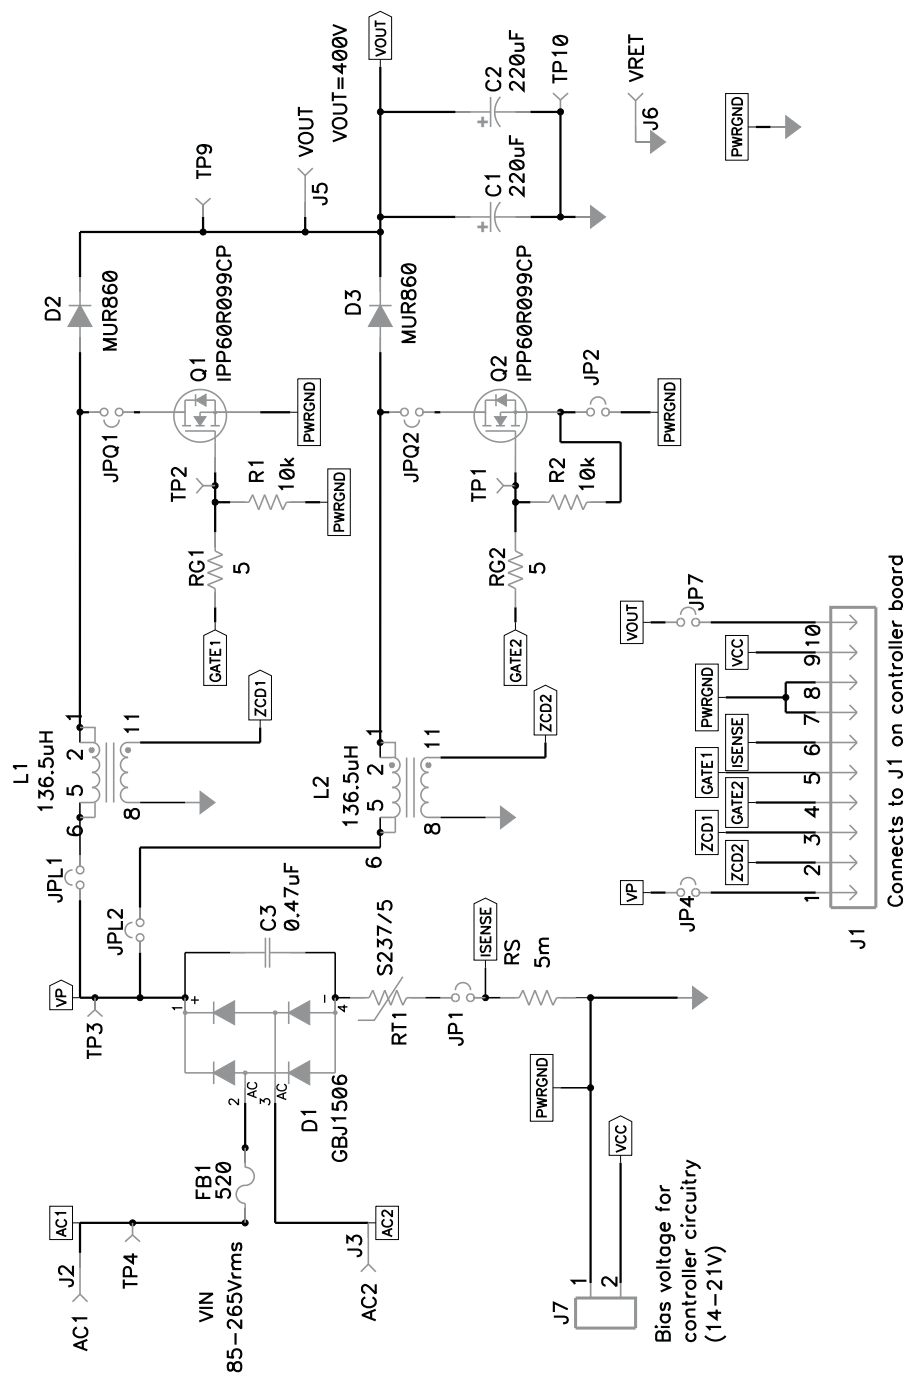 AC1
J2
AC1
TP4
VIN
85-265Vrms
FB1
520
J3
AC2
AC2
VP
TP3
JPL1
JPL2
1
+
2
AC
3
AC
-
4
D1
GBJ1506
C3
0.47uF
S237/5
RT1
JP1
ISENSE
RS
5m
PWRGND
VCC
J7
1
2
Bias voltage for
controller circuitry
(14-21V)
L1
136.5uH
6
5
2
1
8
11
ZCD1
L2
136.5uH
6
5
2
1
8
11
ZCD2
GATE1
RG1
5
TP2
R1
10k
PWRGND
JPQ1
Q1
IPP60R099CP
PWRGND
D2
MUR860
GATE2
RG2
5
TP1
R2
10k
JPQ2
Q2
IPP60R099CP
JP2
PWRGND
D3
MUR860
TP9
VOUT
J5
VOUT=400V
VOUT
C1
220uF
C2
220uF
TP10
VRET
J6
PWRGND
VP
JP4
ZCD2
ZCD1
GATE2
GATE1
ISENSE
PWRGND
VCC
VOUT
JP7
1
2
3
4
5
6
7
8
9
10
J1
Connects to J1 on controller board